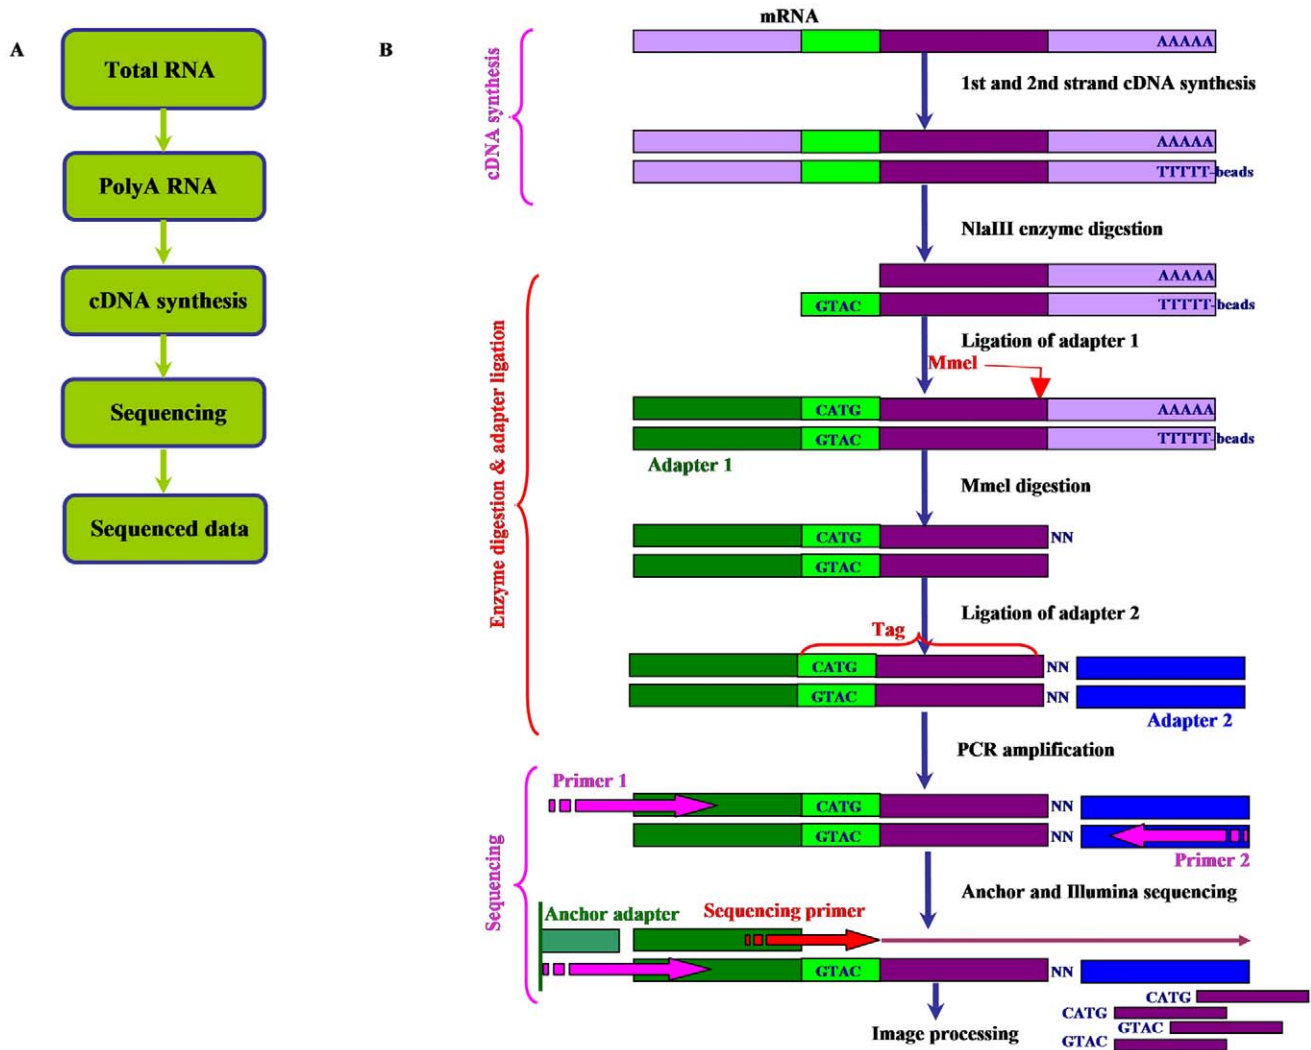 A
Total RNA
PolyA RNA
cDNA synthesis
Sequencing
Sequenced data
B
mRNA
AAAAA
cDNA synthesis
1st and 2nd strand cDNA synthesis
AAAAA
TTTTT-beads
NlaIII enzyme digestion
AAAAA
GTAC
TTTTT-beads
Enzyme digestion & adapter ligation
Ligation of adapter 1
Mmel
CATG
AAAAA
GTAC
TTTTT-beads
Adapter 1
Mmel digestion
CATG
NN
GTAC
Ligation of adapter 2
Tag
CATG
NN
GTAC
NN
Adapter 2
PCR amplification
Sequencing
Primer 1
CATG
NN
GTAC
NN
Primer 2
Anchor and Illumina sequencing
Anchor adapter
Sequencing primer
GTAC
NN
CATG
CATG
GTAC
GTAC
Image processing